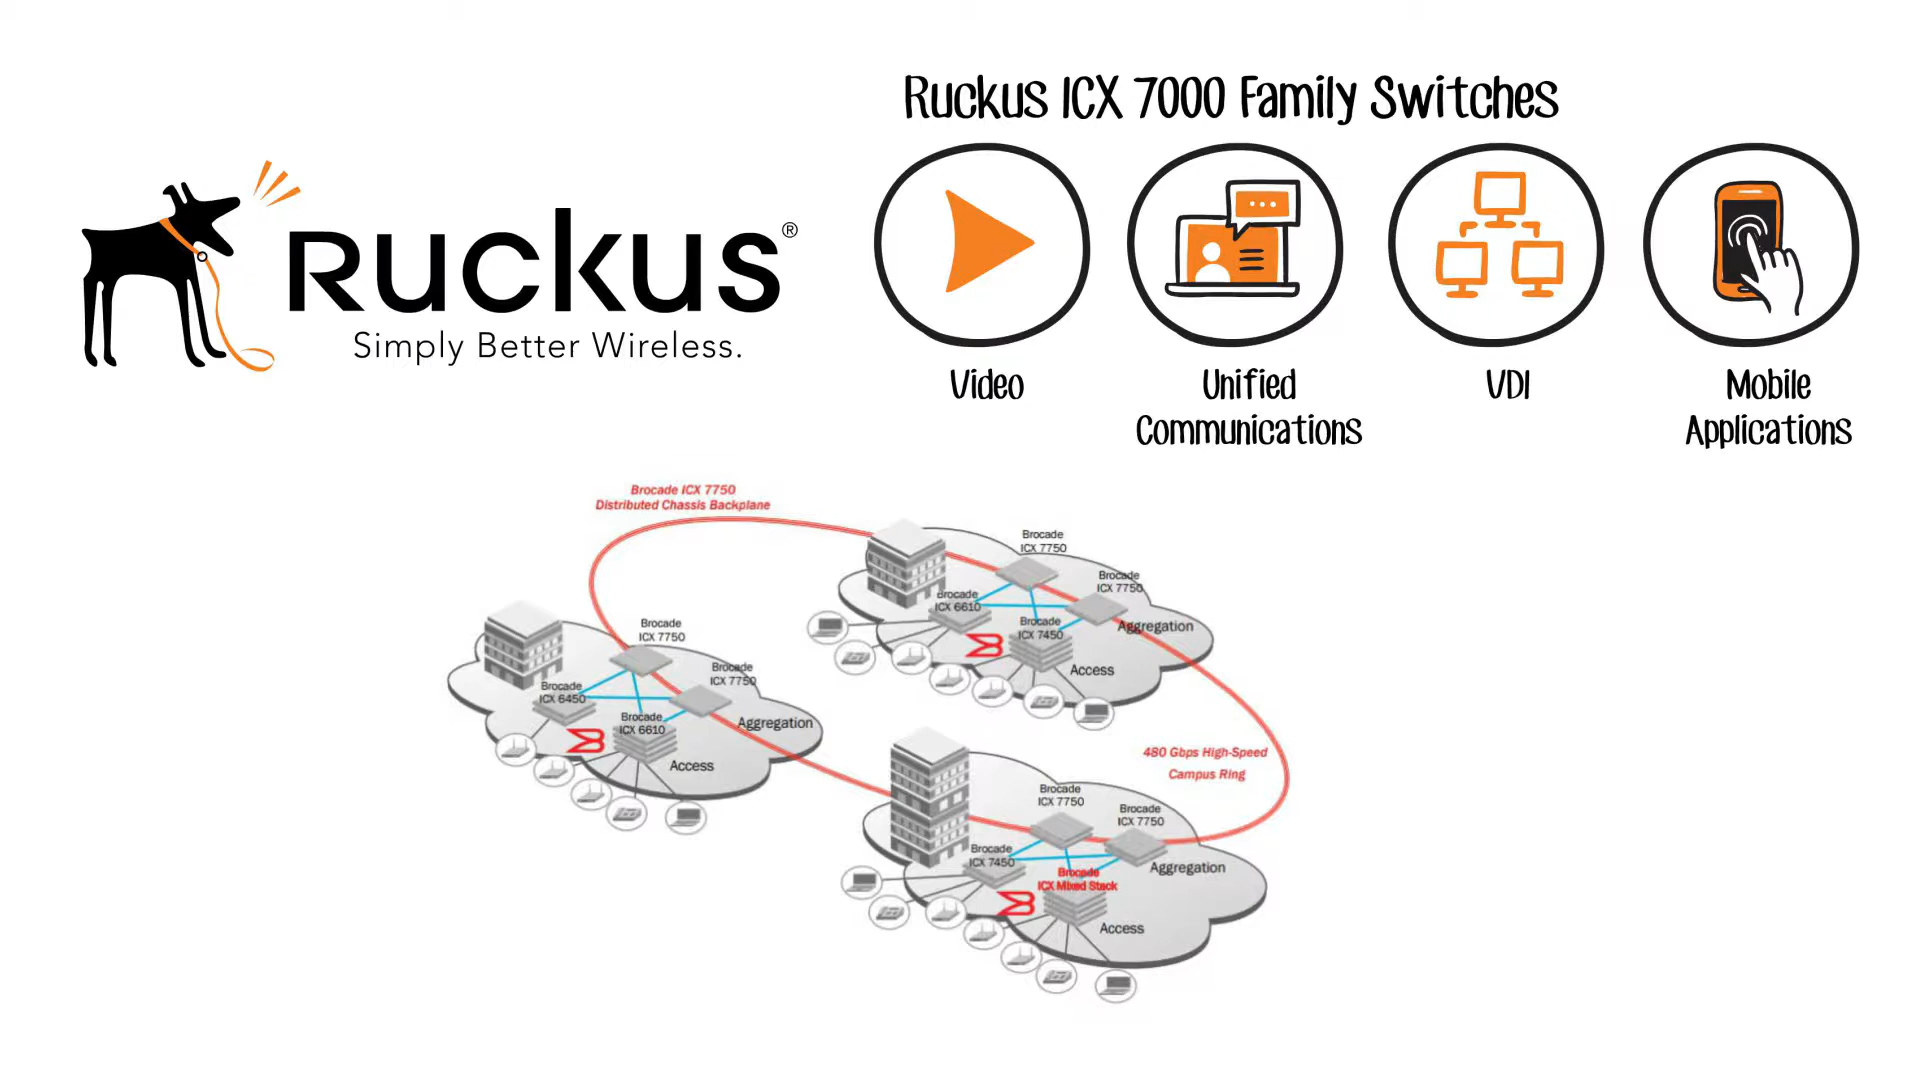 Ruckus ICX 7000 Family Switches
RUCKUS®
Simply Better Wireless.
Video
Unified
Communications
VDI
Mobile
Applications
Brocade ICX 7750
Distributed Chassis Backplane
Brocade
ICX 7750
Brocade
ICX 7750
Brocade
ICX 6610
Brocade
ICX 7450
Aggregation
Access
Brocade
ICX 7750
Brocade
ICX 7750
Brocade
ICX 6450
Brocade
ICX 6610
Aggregation
Access
480 Gbps High-Speed
Campus Ring
Brocade
ICX 7750
Brocade
ICX 7750
Brocade
ICX 7450
Brocade
ICX Mixed Stack
Aggregation
Access